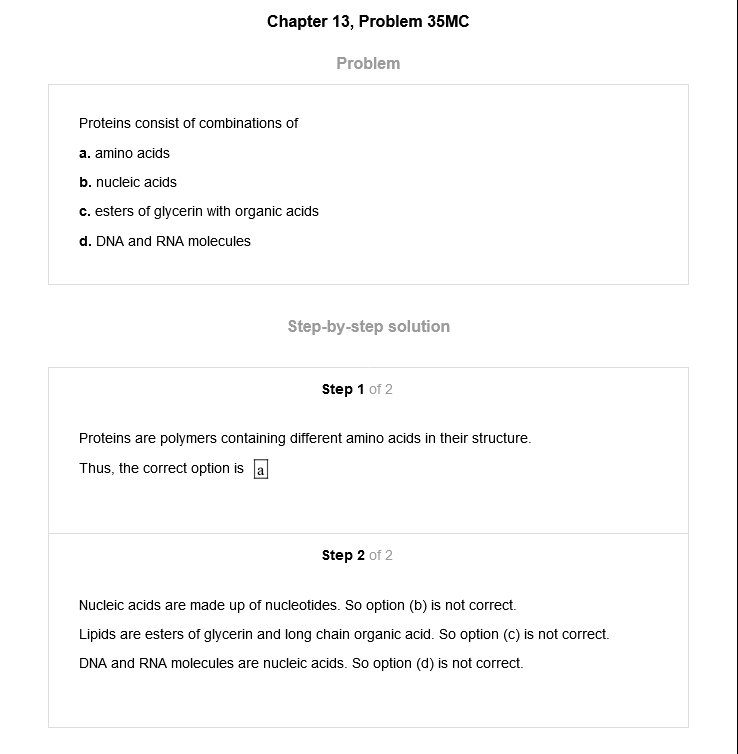 Chapter 13, Problem 35MC
Problem
Proteins consist of combinations of
a. amino acids
b. nucleic acids
c. esters of glycerin with organic acids
d. DNA and RNA molecules
Step-by-step solution
Step 1 of 2
Proteins are polymers containing different amino acids in their structure.
Thus, the correct option is a
Step 2 of 2
Nucleic acids are made up of nucleotides. So option (b) is not correct.
Lipids are esters of glycerin and long chain organic acid. So option (c) is not correct.
DNA and RNA molecules are nucleic acids. So option (d) is not correct.